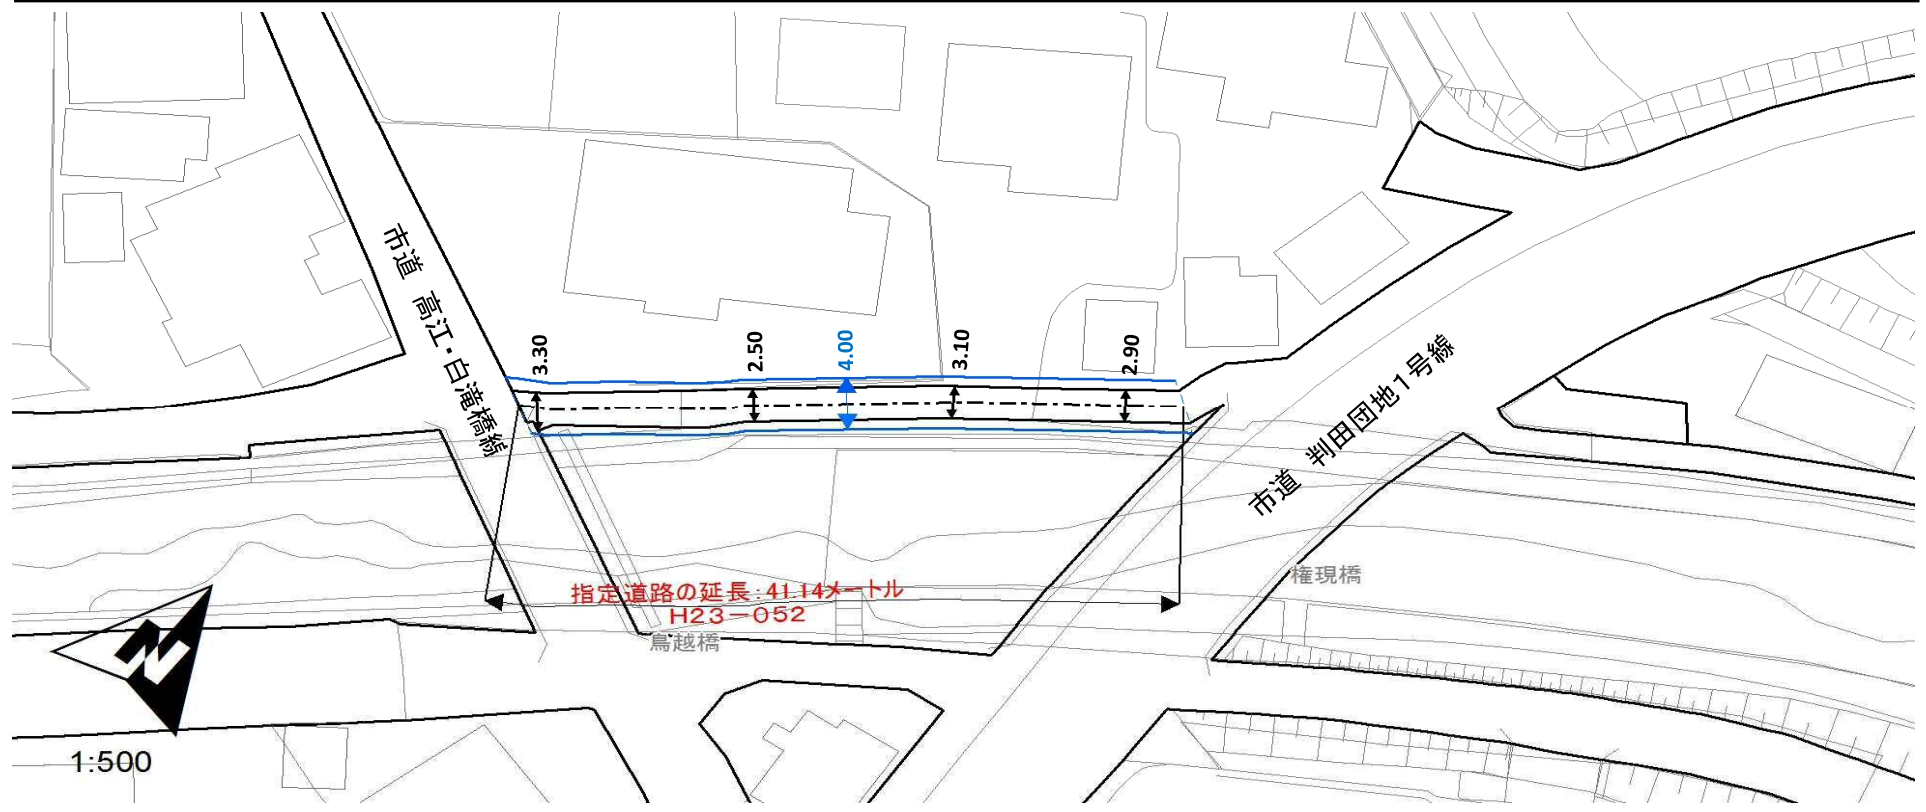 市道 高江・白滝橋線
3.30
2.50
4.00
3.10
2.90
市道 判田団地1号線
権現橋
指定道路の延長:41.14メートル
H23-052
鳥越橋
N
1:500